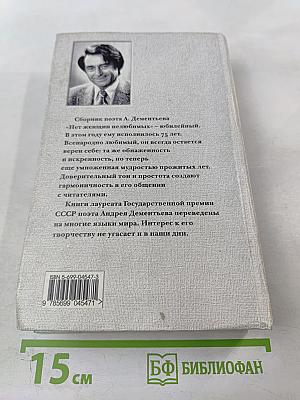 Сборник поэта А. Дементьева
«Нет женщин нелюбимых» – юбилейный.
В этом году ему исполнилось 75 лет.
Всенародно любимый, он всегда остается
верен себе: та же обнаженность
и искренность, но теперь
еще умноженная мудростью прожитых лет.
Доверительный тон и простота создают
гармоничность в его общении
с читателями.
Книги лауреата Государственной премии
СССР поэта Андрея Дементьева переведены
на многие языки мира. Интерес к его
творчеству не угасает и в наши дни.
ISBN 5-699-04547-3
9 785699 045471
15 см
БФ БИБЛИОФАН